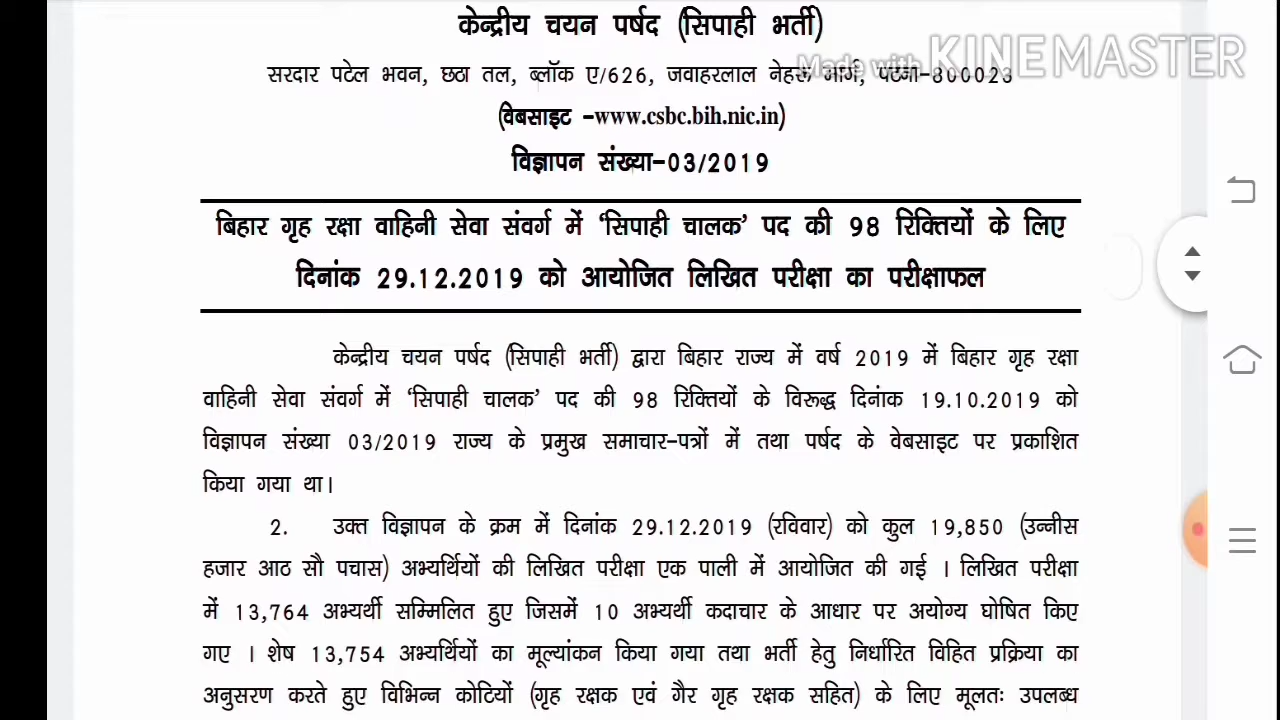 केन्द्रीय चयन पर्षद (सिपाही भर्ती)
Made with KINEMASTER
सरदार पटेल भवन, छठा तल, ब्लॉक ए/626, जवाहरलाल नेहरू मार्ग, पटना-800023
(वेबसाइट -www.csbc.bih.nic.in)
विज्ञापन संख्या-03/2019
बिहार गृह रक्षा वाहिनी सेवा संवर्ग में ‘सिपाही चालक’ पद की 98 रिक्तियों के लिए
दिनांक 29.12.2019 को आयोजित लिखित परीक्षा का परीक्षाफल
केन्द्रीय चयन पर्षद (सिपाही भर्ती) द्वारा बिहार राज्य में वर्ष 2019 में बिहार गृह रक्षा
वाहिनी सेवा संवर्ग में ‘सिपाही चालक’ पद की 98 रिक्तियों के विरूद्ध दिनांक 19.10.2019 को
विज्ञापन संख्या 03/2019 राज्य के प्रमुख समाचार-पत्रों में तथा पर्षद के वेबसाइट पर प्रकाशित
किया गया था।
2. उक्त विज्ञापन के क्रम में दिनांक 29.12.2019 (रविवार) को कुल 19,850 (उन्नीस
हजार आठ सौ पचास) अभ्यर्थियों की लिखित परीक्षा एक पाली में आयोजित की गई । लिखित परीक्षा
में 13,764 अभ्यर्थी सम्मिलित हुए जिसमें 10 अभ्यर्थी कदाचार के आधार पर अयोग्य घोषित किए
गए । शेष 13,754 अभ्यर्थियों का मूल्यांकन किया गया तथा भर्ती हेतु निर्धारित विहित प्रक्रिया का
अनुसरण करते हुए विभिन्न कोटियों (गृह रक्षक एवं गैर गृह रक्षक सहित) के लिए मूलतः उपलब्ध